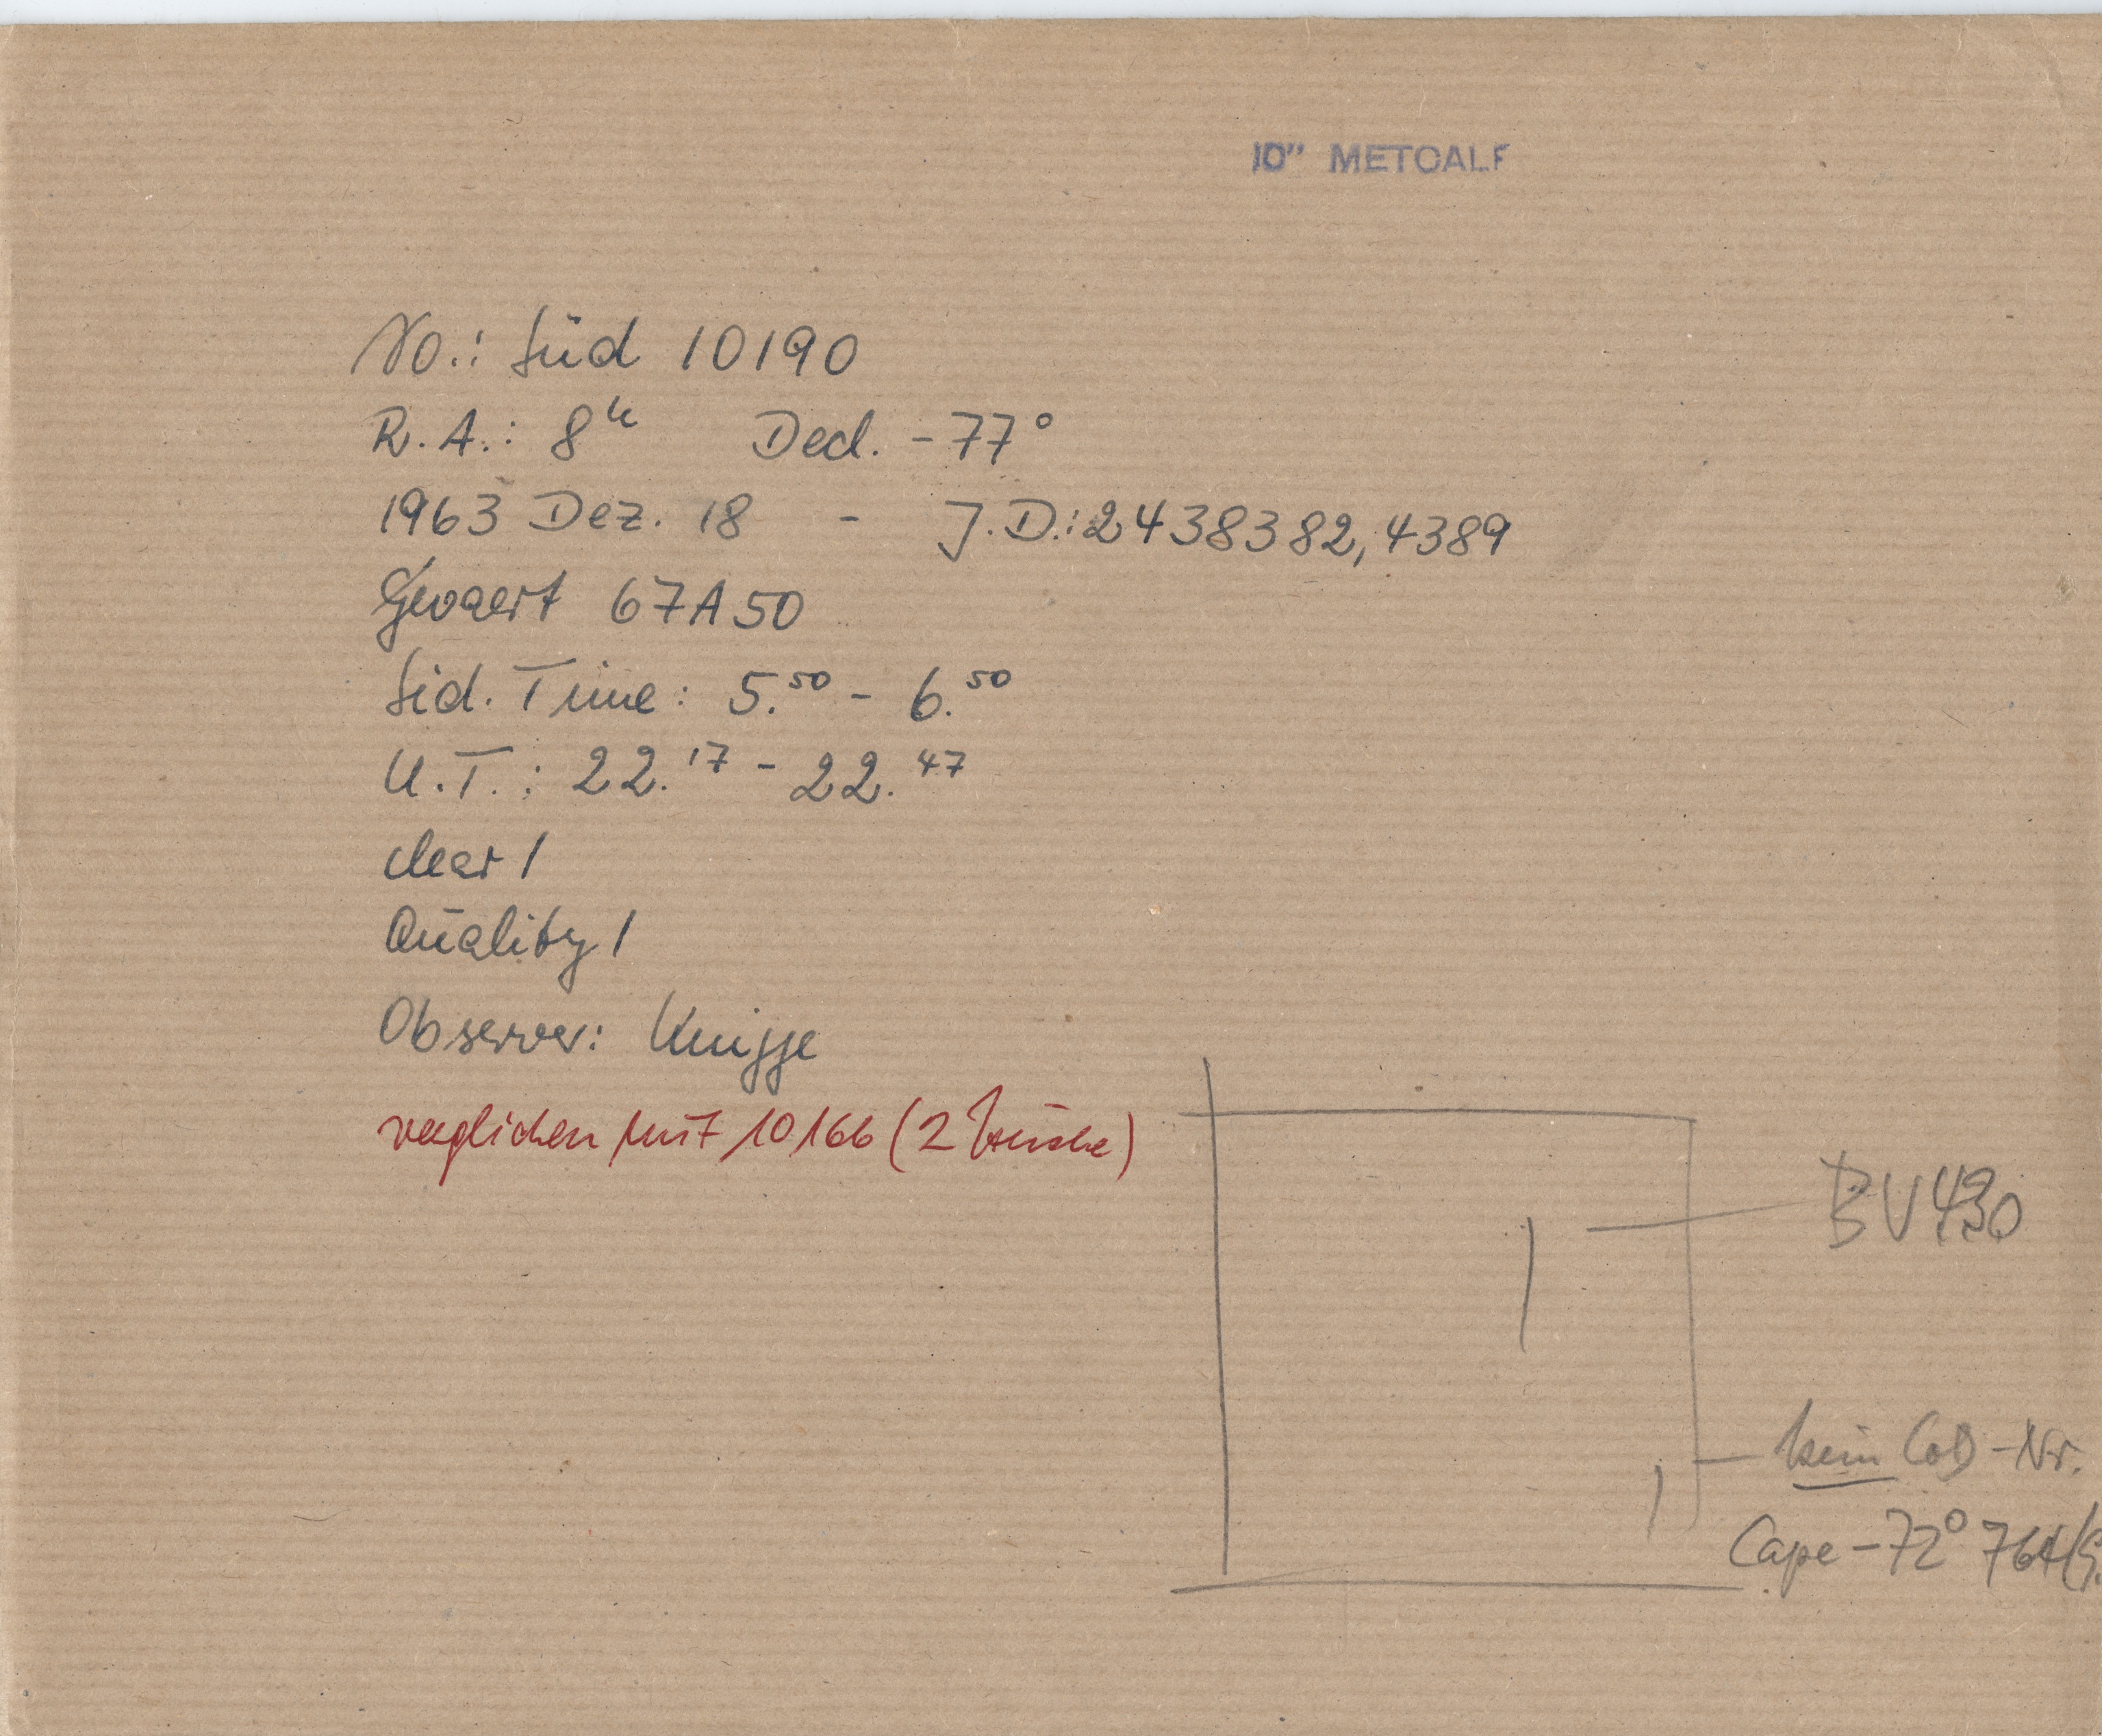 10" METCALF
No.: Süd 10190
R.A.: 8h Decl. -77°
1963 Dez. 18 - J.D.: 2438382,4389
Gevaert 67A50
Sid. Time: 5.50 - 6.50
U.T.: 22.17 - 22.47
clear 1
Quality 1
Observer: Knigge
verglichen mit 10166 (2
BV 430
kein CoD-Nr.
Cape -72° 764